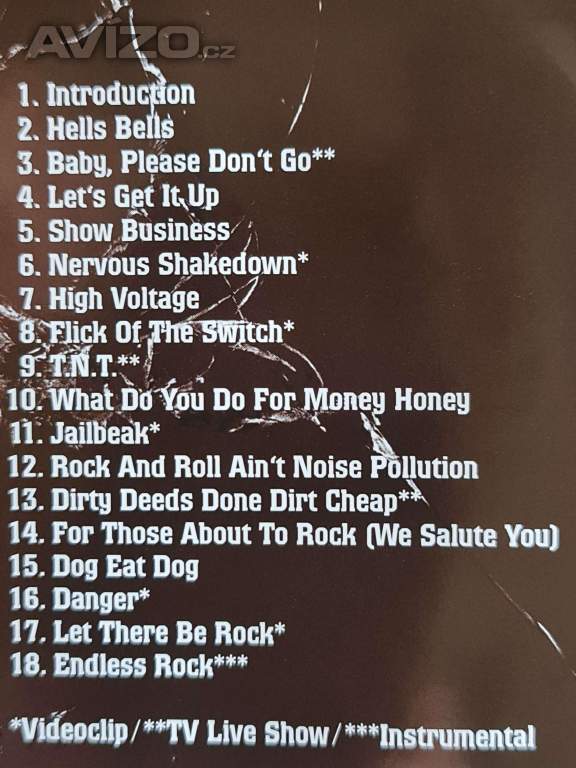 AVÍZO.cz
1. Introduction
2. Hells Bells
3. Baby, Please Don't Go**
4. Let's Get It Up
5. Show Business
6. Nervous Shakedown*
7. High Voltage
8. Flick Of The Switch*
9. T.N.T.**
10. What Do You Do For Money Honey
11. Jailbeak*
12. Rock And Roll Ain't Noise Pollution
13. Dirty Deeds Done Dirt Cheap**
14. For Those About To Rock (We Salute You)
15. Dog Eat Dog
16. Danger*
17. Let There Be Rock*
18. Endless Rock***
*Videoclip/**TV Live Show/***Instrumental